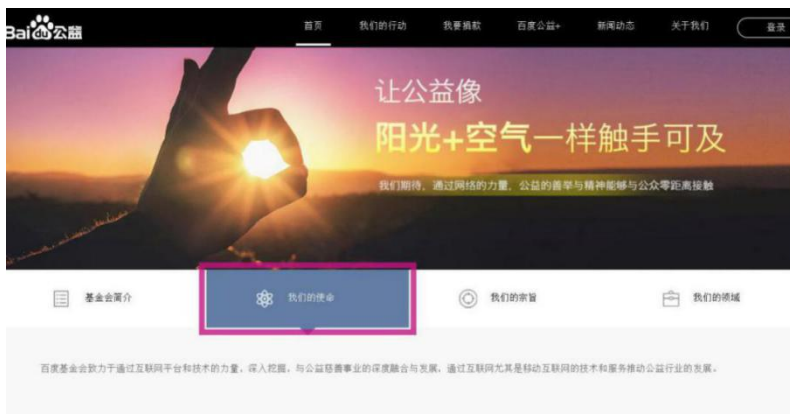 Bai du 公益
首页 我们的行动 我要捐款 百度公益+ 新闻动态 关于我们 登录
让公益像
阳光+空气一样触手可及
我们期待，通过网络的力量，公益的善举与精神能够与公众零距离接触
基金会简介 我们的使命 我们的宗旨 我们的领域
百度基金会致力于通过互联网平台和技术的力量，深入挖掘，与公益慈善事业的深度融合与发展，通过互联网尤其是移动互联网的技术和服务推动公益行业的发展。